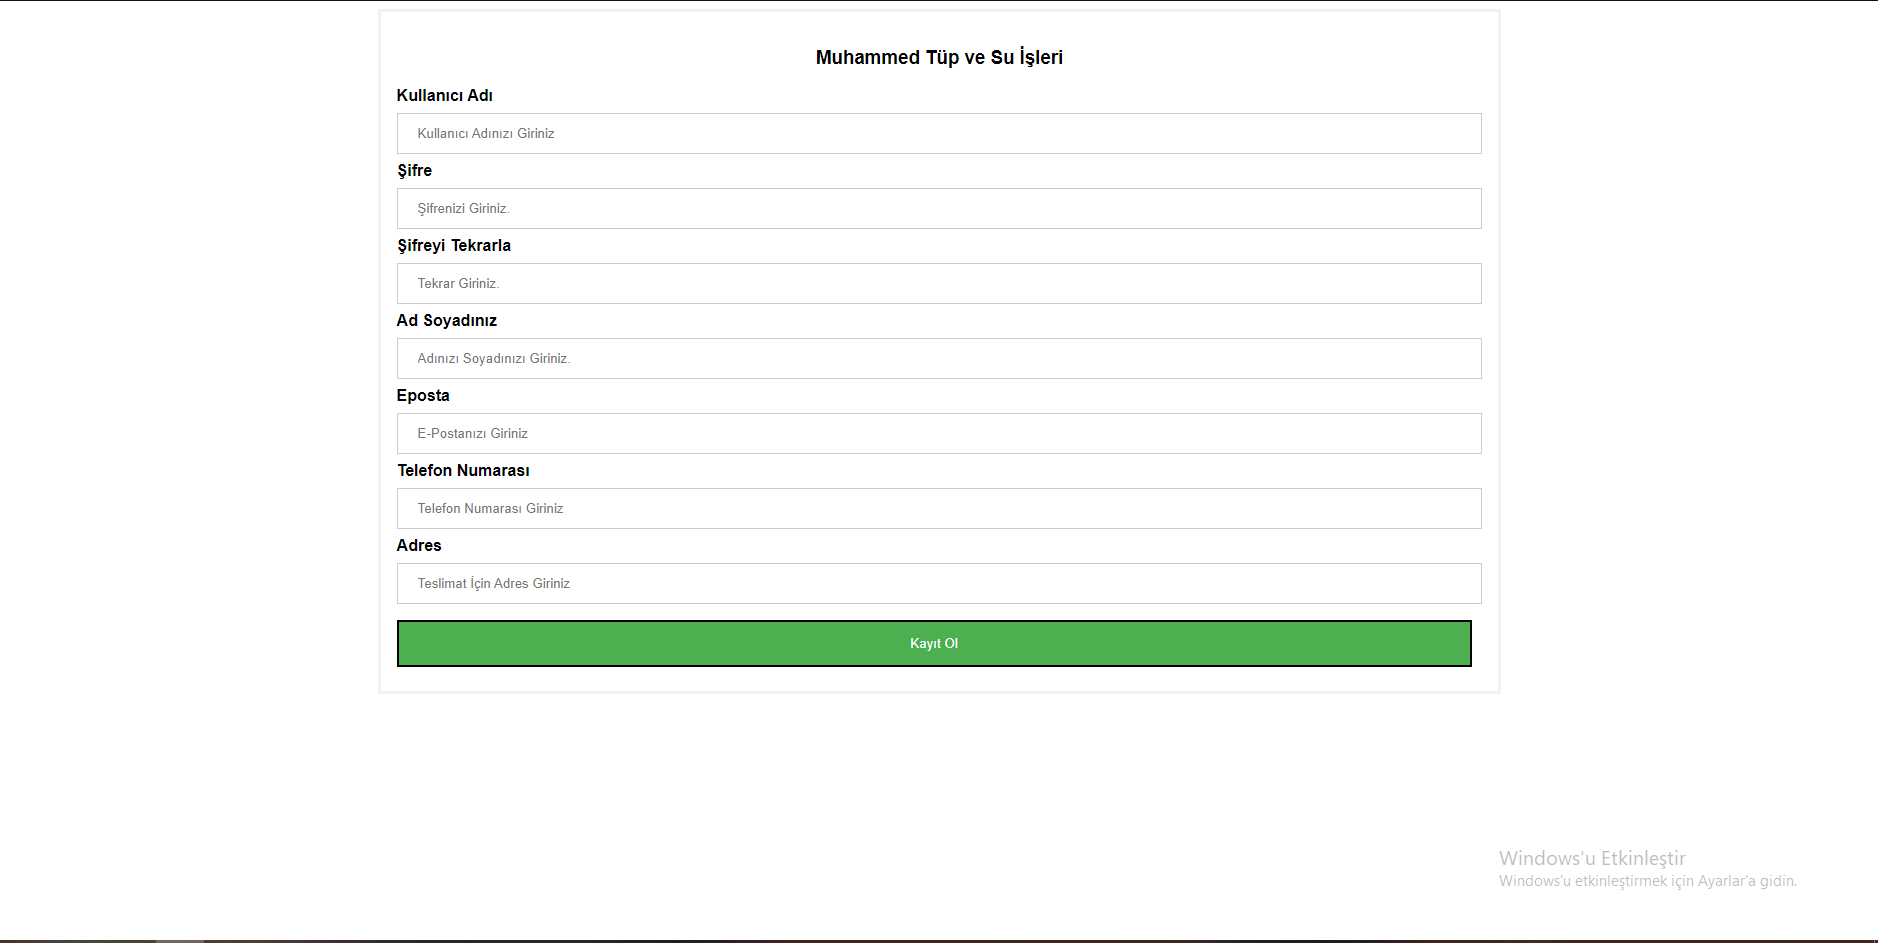 Muhammed Tüp ve Su İşleri
Kullanıcı Adı
Kullanıcı Adınızı Giriniz
Şifre
Şifrenizi Giriniz.
Şifreyi Tekrarla
Tekrar Giriniz.
Ad Soyadınız
Adınızı Soyadınızı Giriniz.
Eposta
E-Postanızı Giriniz
Telefon Numarası
Telefon Numarası Giriniz
Adres
Teslimat İçin Adres Giriniz
Kayıt Ol
Windows'u Etkinleştir
Windows'u etkinleştirmek için Ayarlar'a gidin.